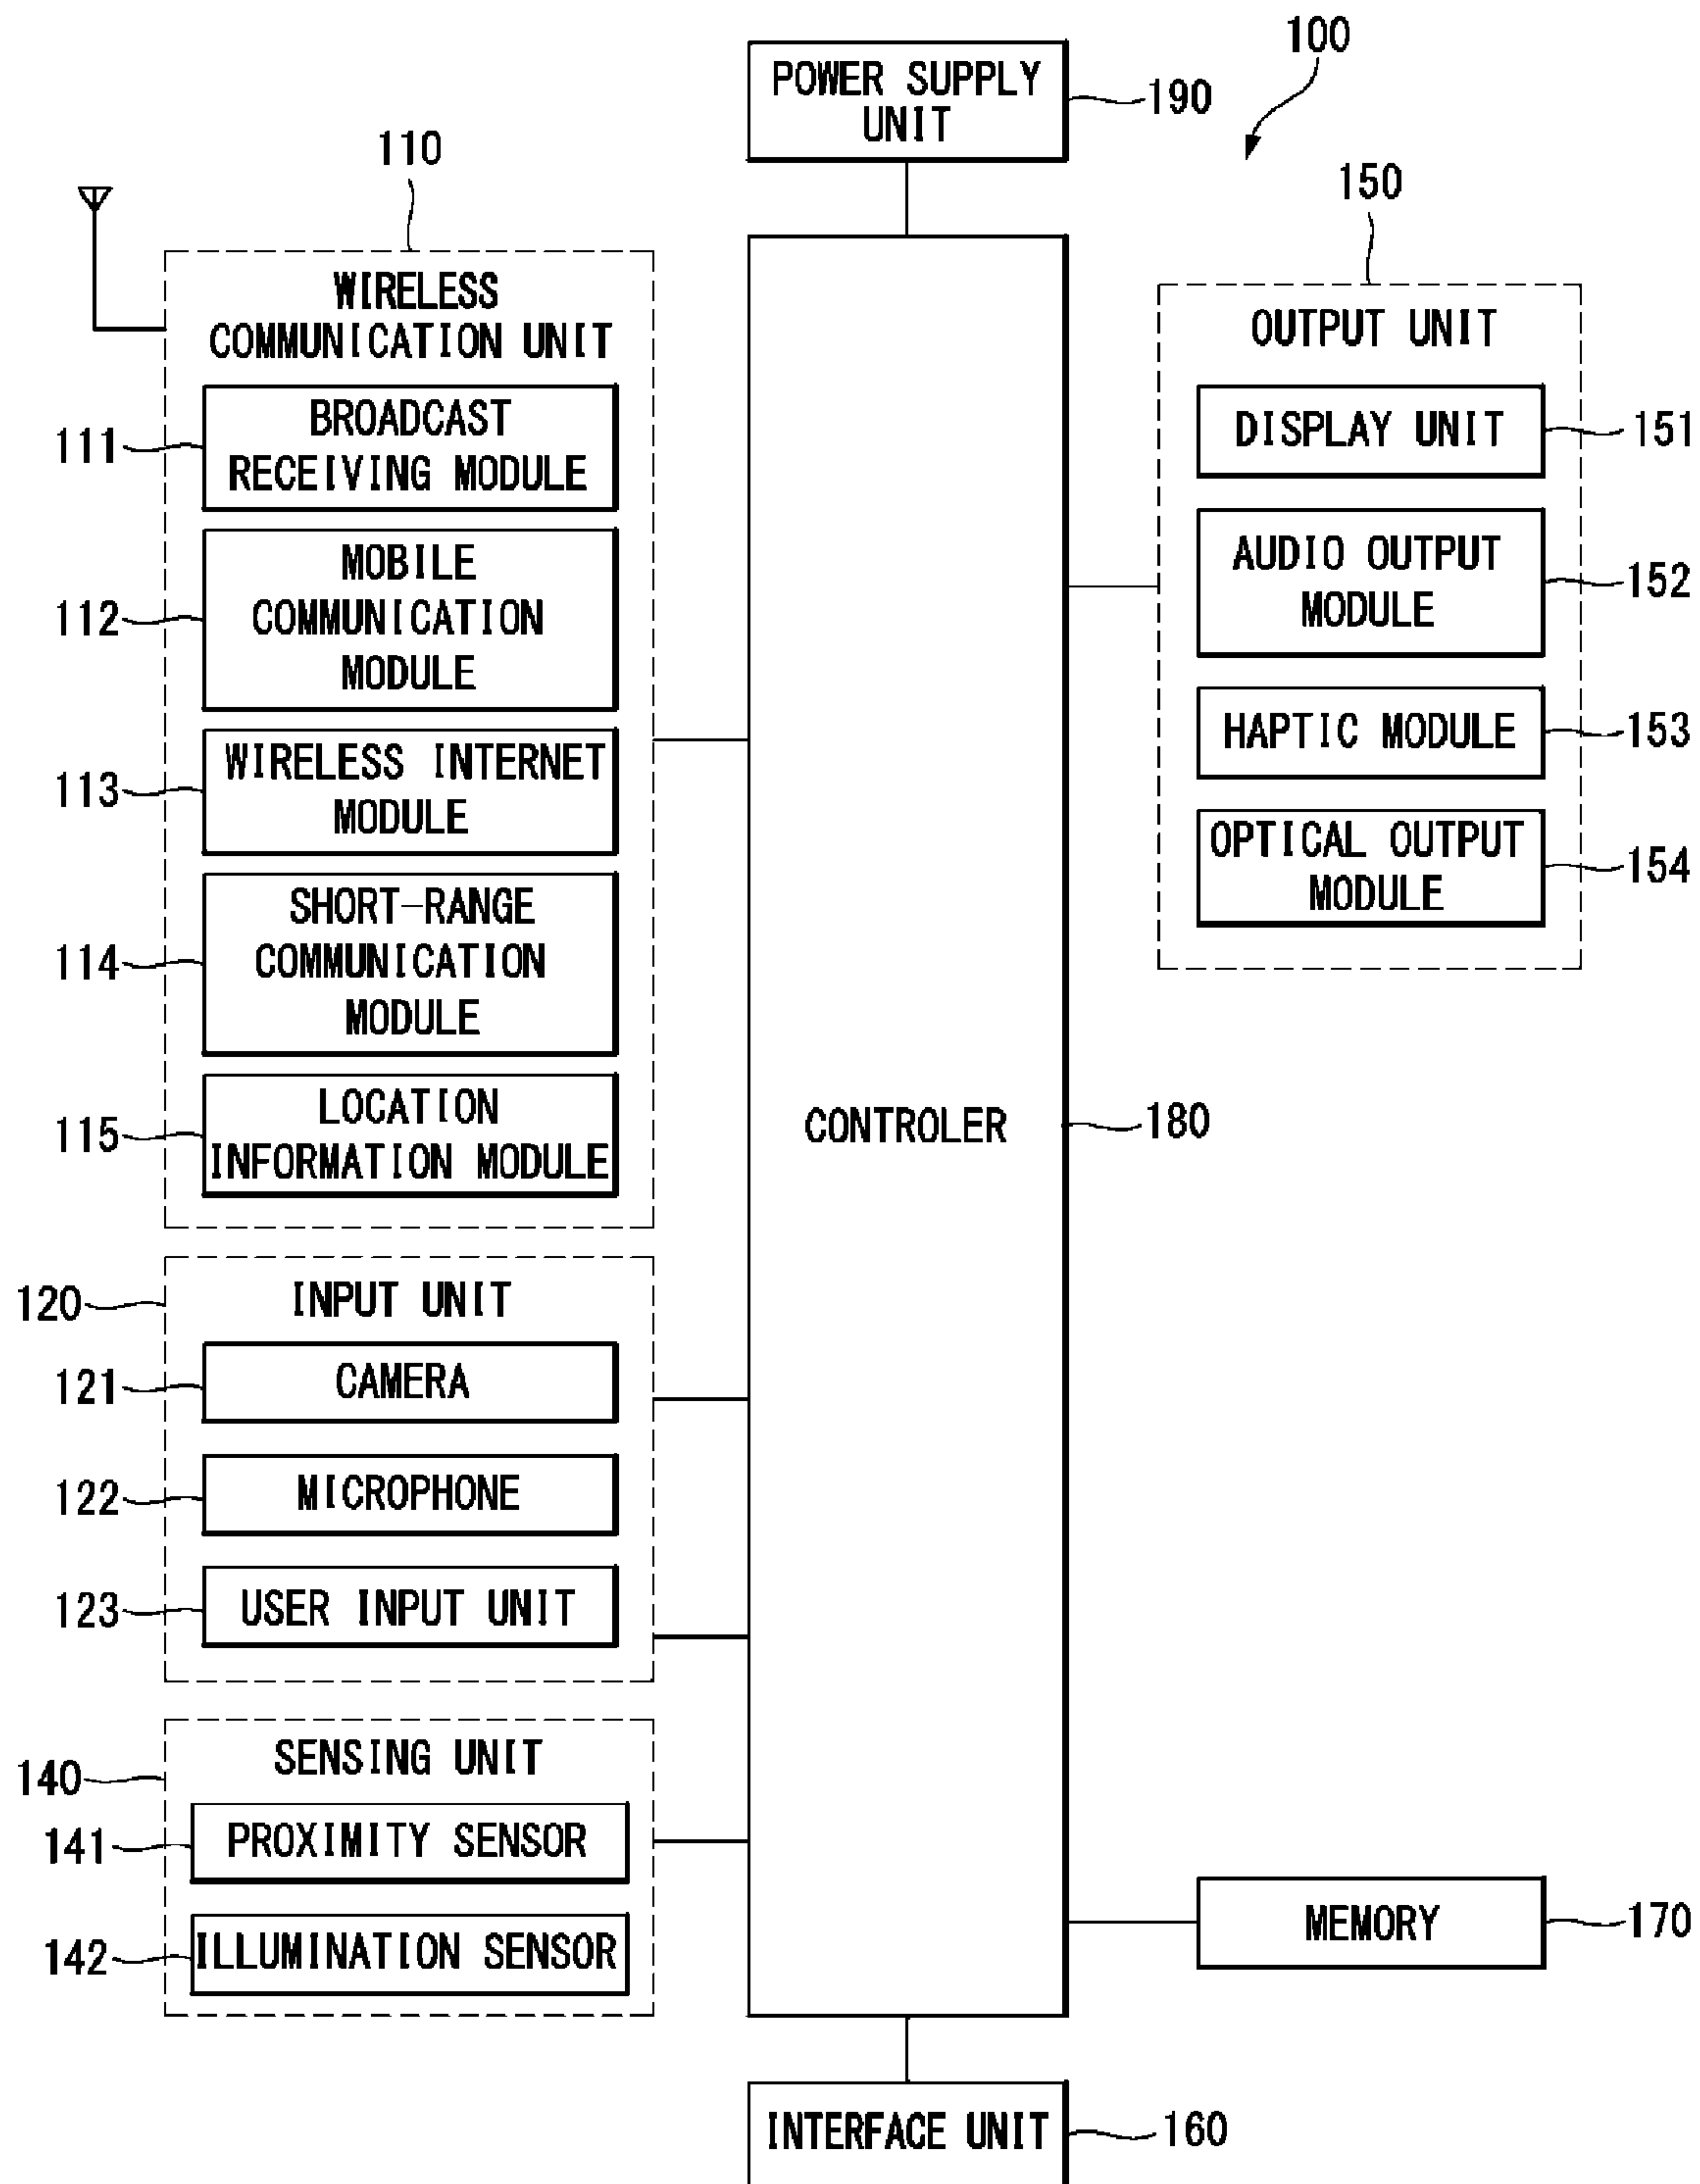 100
POWER SUPPLY
UNIT
190
110
150
WIRELESS
COMMUNICATION UNIT
111
BROADCAST
RECEIVING MODULE
112
MOBILE
COMMUNICATION
MODULE
113
WIRELESS INTERNET
MODULE
114
SHORT-RANGE
COMMUNICATION
MODULE
115
LOCATION
INFORMATION MODULE
120
INPUT UNIT
121
CAMERA
122
MICROPHONE
123
USER INPUT UNIT
140
SENSING UNIT
141
PROXIMITY SENSOR
142
ILLUMINATION SENSOR
CONTROLER
180
OUTPUT UNIT
DISPLAY UNIT
151
AUDIO OUTPUT
MODULE
152
HAPTIC MODULE
153
OPTICAL OUTPUT
MODULE
154
MEMORY
170
INTERFACE UNIT
160